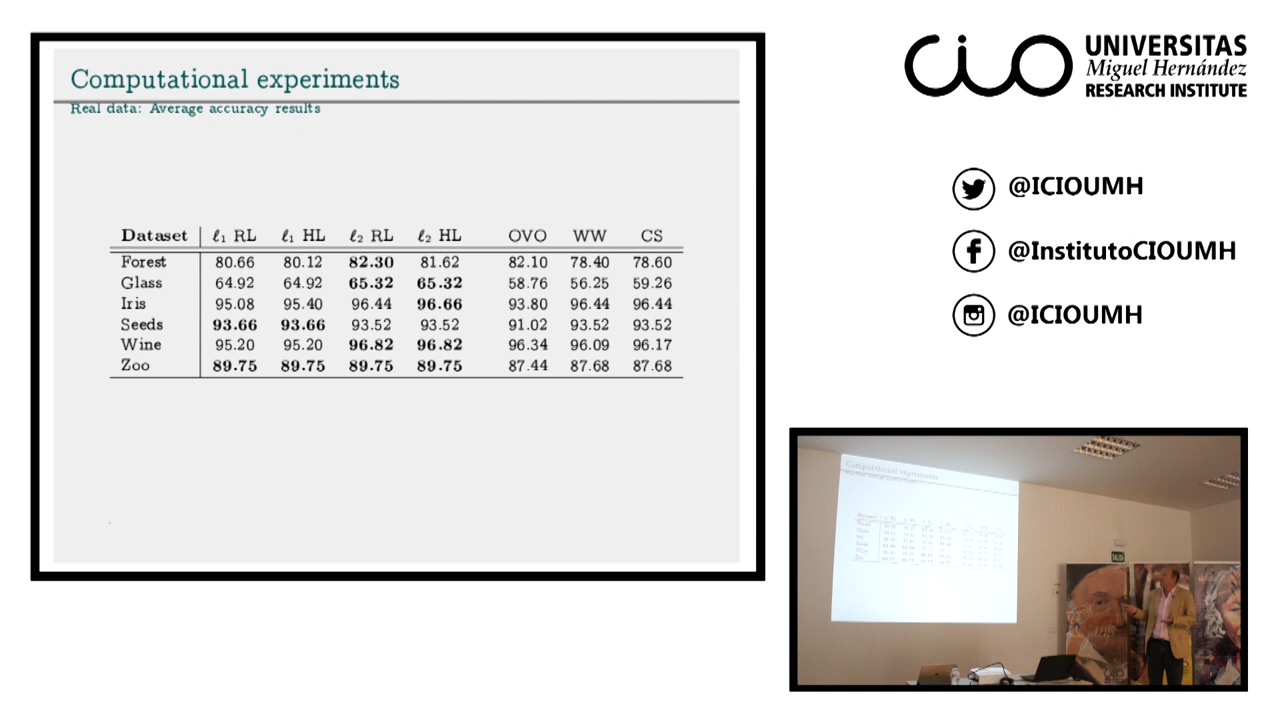 Computational experiments
Real data: Average accuracy results
Dataset ℓ₁ RL ℓ₁ HL ℓ₂ RL ℓ₂ HL OVO WW CS
Forest 80.66 80.12 82.30 81.62 82.10 78.40 78.60
Glass 64.92 64.92 65.32 65.32 58.76 56.25 59.26
Iris 95.08 95.40 96.44 96.66 93.80 96.44 96.44
Seeds 93.66 93.66 93.52 93.52 91.02 93.52 93.52
Wine 95.20 95.20 96.82 96.82 96.34 96.09 96.17
Zoo 89.75 89.75 89.75 89.75 87.44 87.68 87.68
cio UNIVERSITAS
Miguel Hernández
RESEARCH INSTITUTE
@ICIOUMH
@InstitutoCIOUMH
@ICIOUMH
Computational experiments
SALIDA